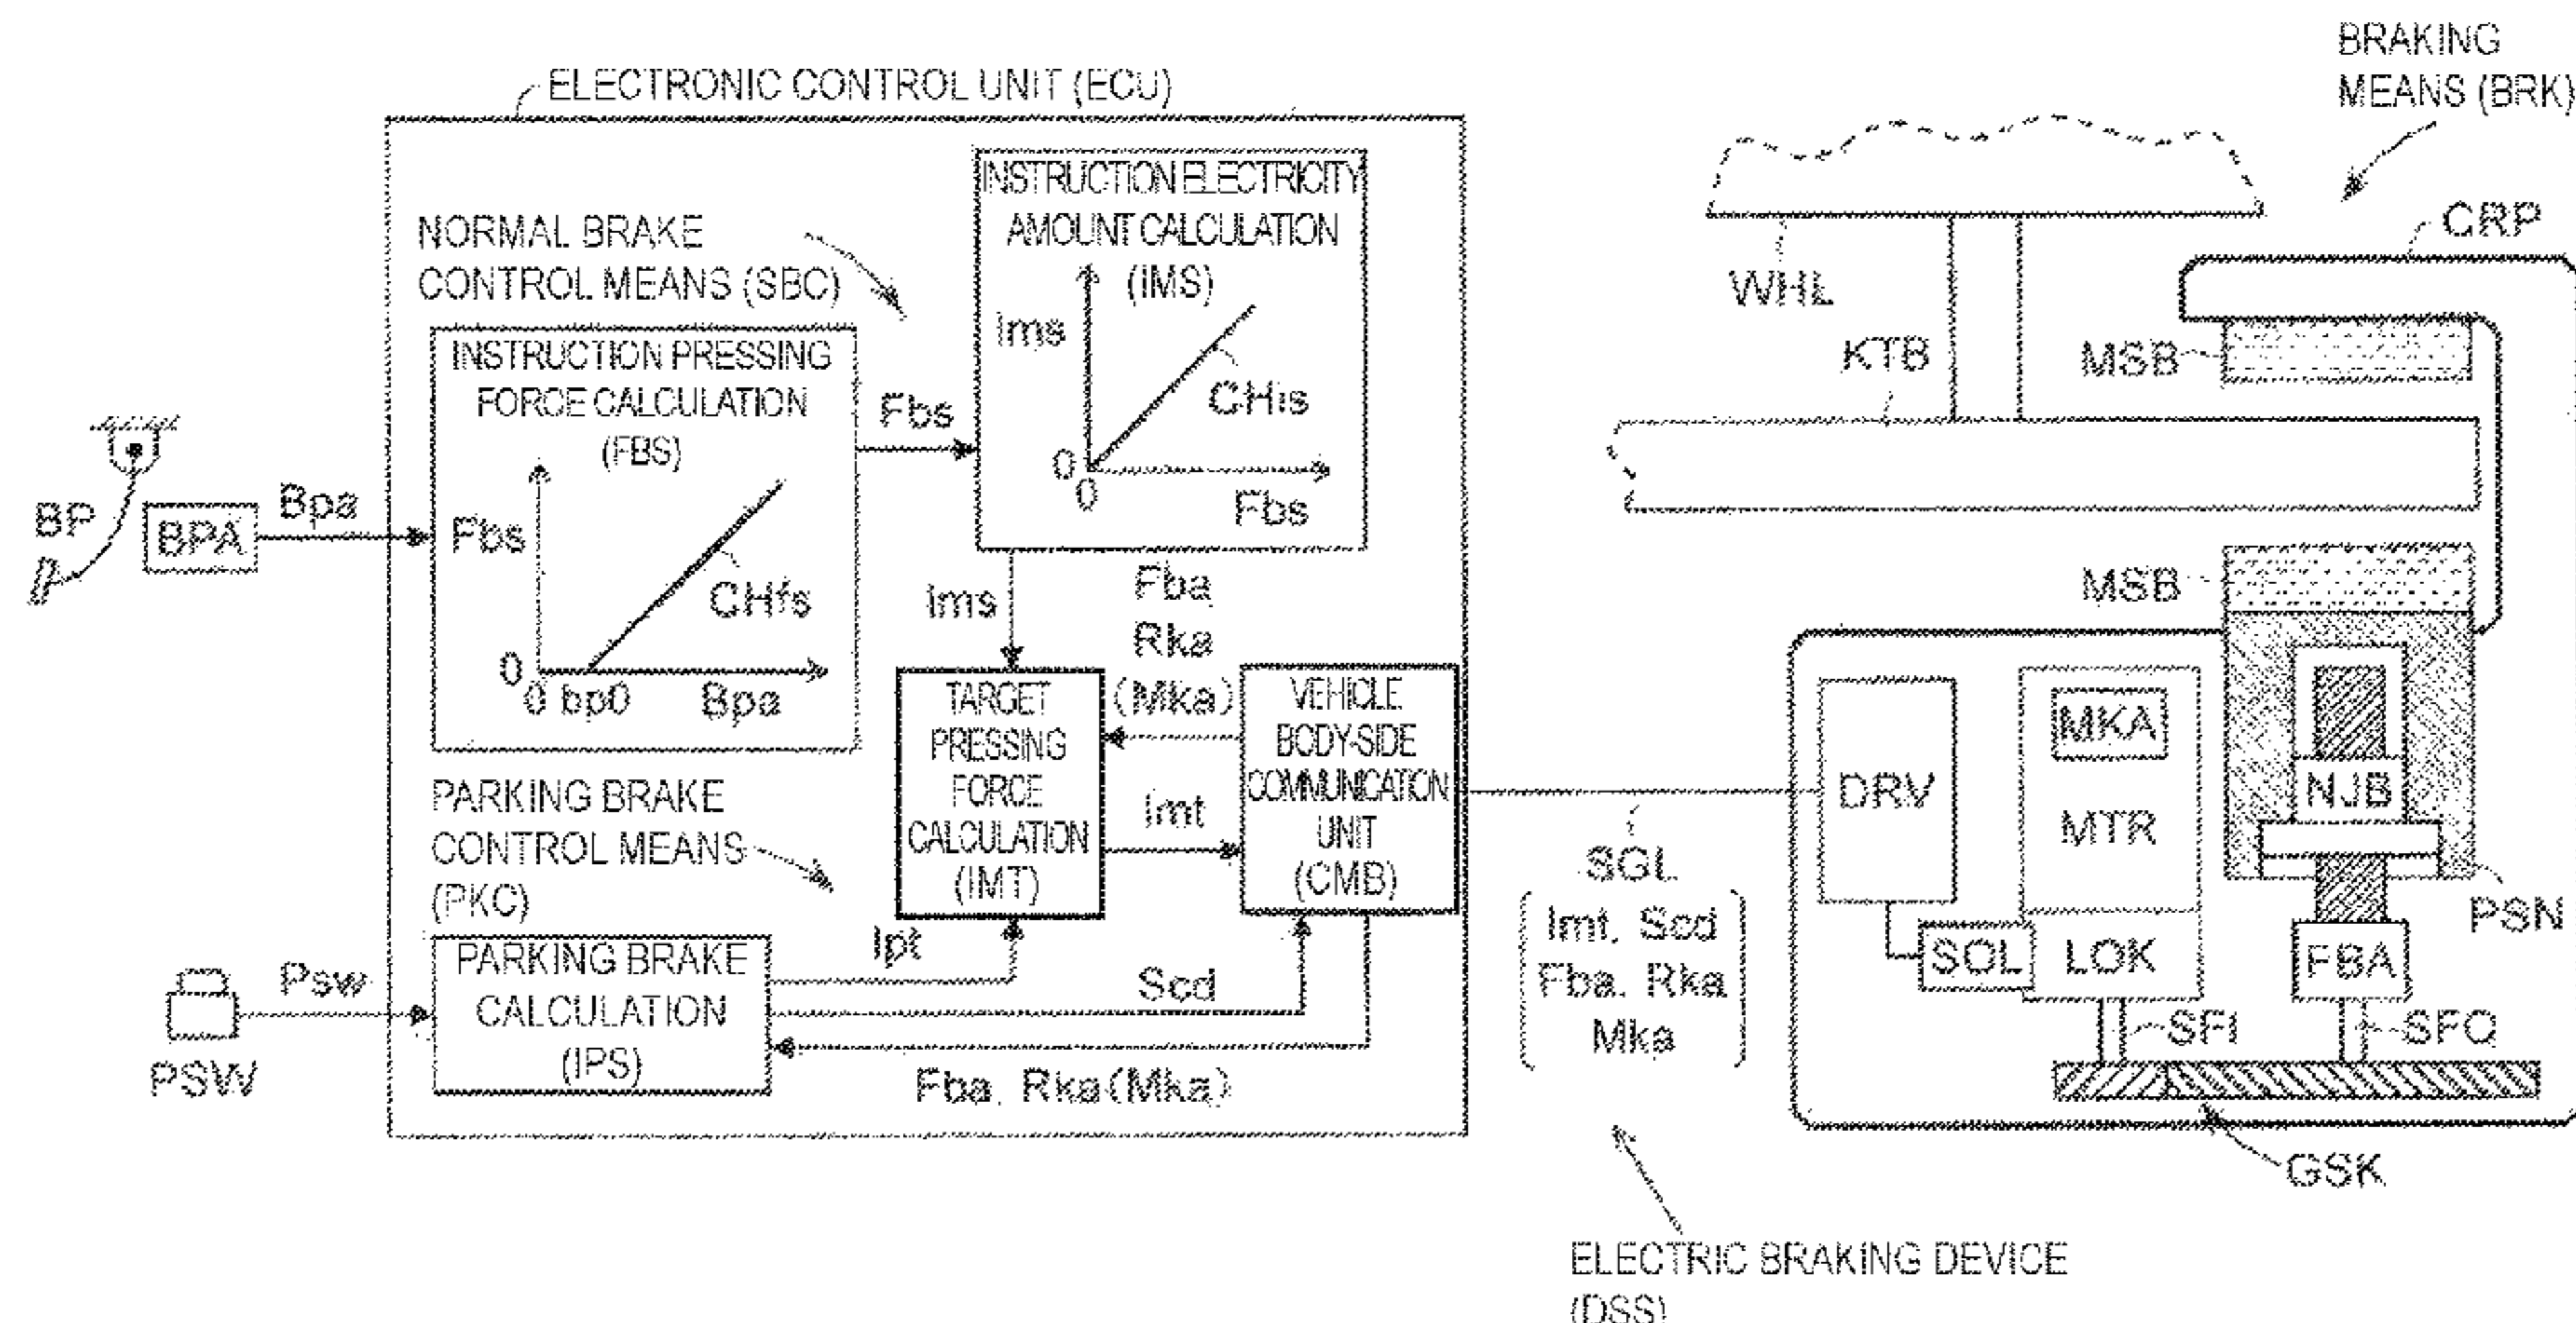 BRAKING
MEANS (BRK)
ELECTRONIC CONTROL UNIT (ECU)
NORMAL BRAKE
CONTROL MEANS (SBC)
INSTRUCTION ELECTRICITY
AMOUNT CALCULATION
(IMS)
Ims
CHis
0
0
Fbs
INSTRUCTION PRESSING
FORCE CALCULATION
(FBS)
Fbs
CHfs
0
0 bp0 Bpa
Fbs
BP
BPA
Bpa
Ims
Fba
Rka
(Mka)
TARGET
PRESSING
FORCE
CALCULATION
(IMT)
Imt
VEHICLE
BODY-SIDE
COMMUNICATION
UNIT
(CMB)
PARKING BRAKE
CONTROL MEANS
(PKC)
PSW
Psw
PARKING BRAKE
CALCULATION
(IPS)
Ipt
Scd
Fba, Rka(Mka)
SGL
Imt, Scd
Fba, Rka
Mka
WHL
KTB
CRP
MSB
MSB
DRV
MKA
MTR
NJB
PSN
SOL
LOK
FBA
SFI
SFO
GSK
ELECTRIC BRAKING DEVICE
(DSS)